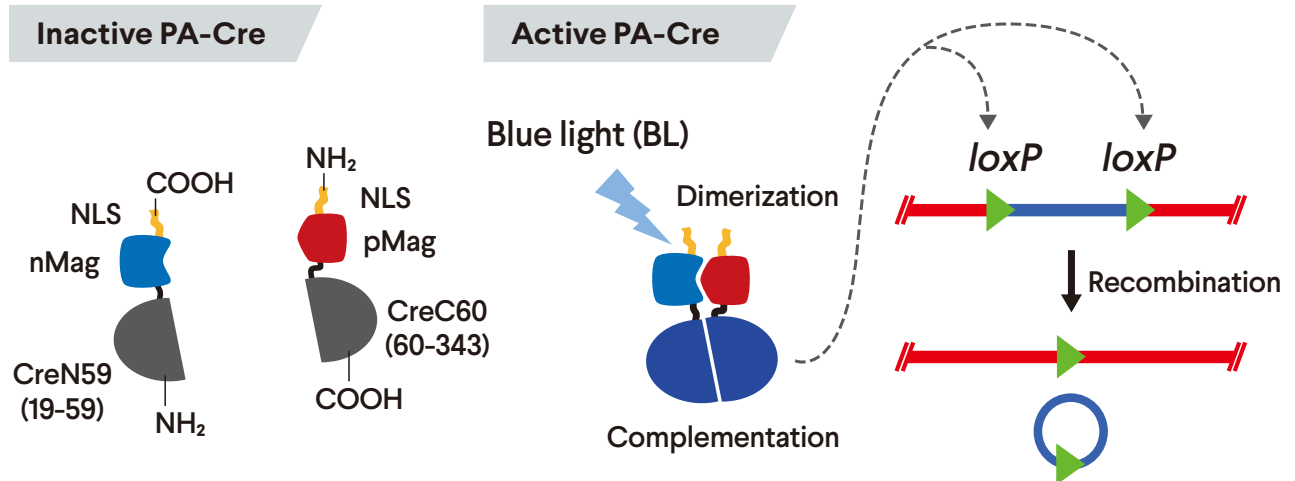 Inactive PA-Cre
COOH
NLS
nMag
CreN59
(19-59)
NH₂
NH₂
NLS
pMag
CreC60
(60-343)
COOH
Active PA-Cre
Blue light (BL)
Dimerization
Complementation
loxP
loxP
Recombination